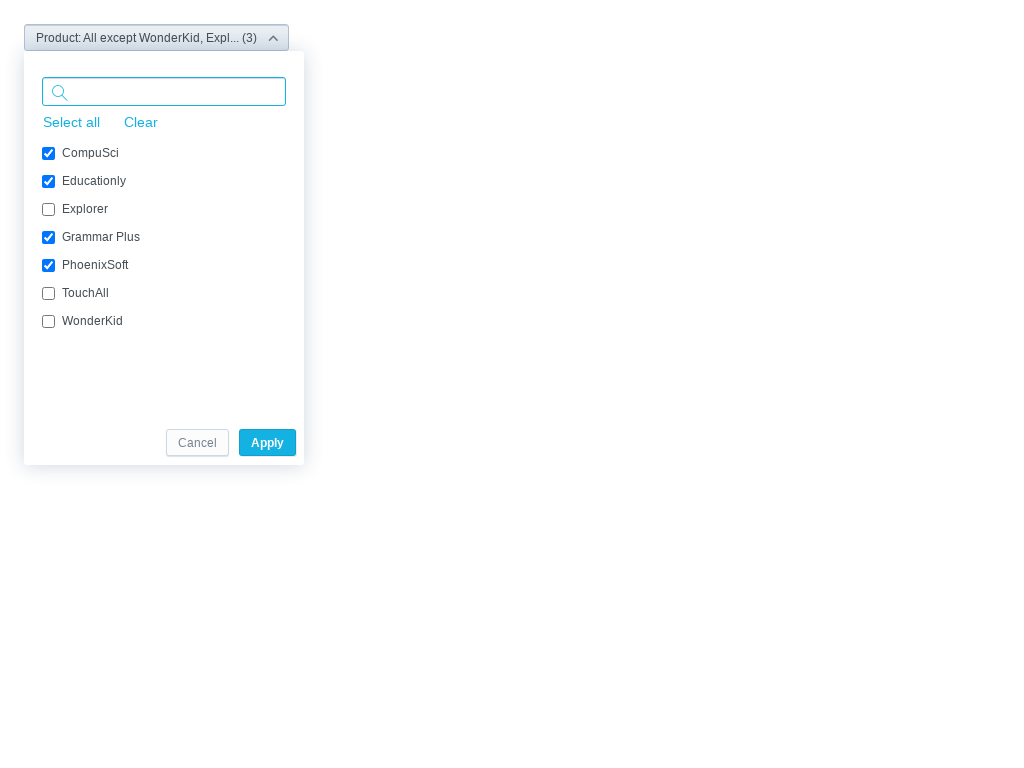 Product: All except WonderKid, Expl... (3)
Select all Clear
CompuSci
Educationly
Explorer
Grammar Plus
PhoenixSoft
TouchAll
WonderKid
Cancel Apply